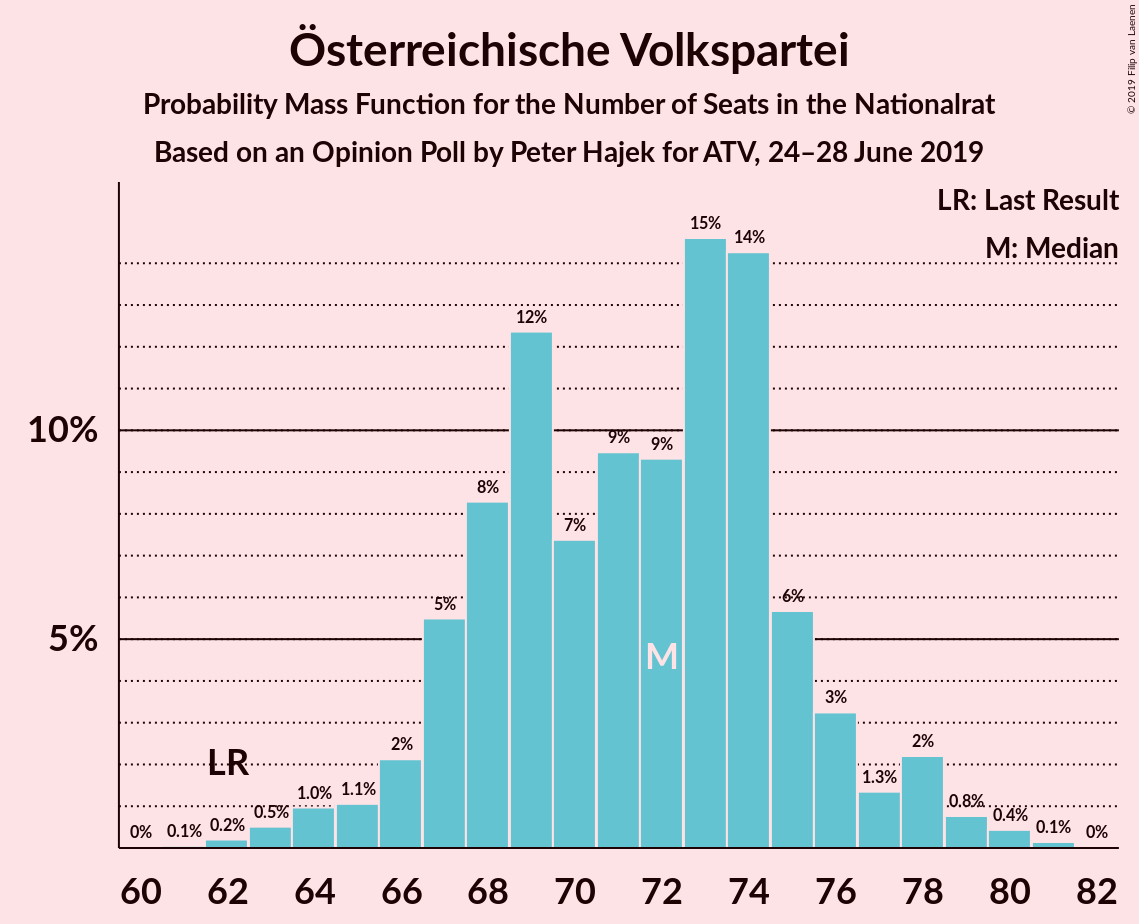 Österreichische Volkspartei
Probability Mass Function for the Number of Seats in the Nationalrat
Based on an Opinion Poll by Peter Hajek for ATV, 24–28 June 2019
© 2019 Filip van Laenen
LR: Last Result
M: Median
15%
14%
12%
10%
9%
9%
8%
7%
5%
6%
5%
M
3%
2%
2%
LR
1.3%
1.0%
1.1%
0.8%
0.5%
0.4%
0%
0.1%
0.2%
0.1%
0%
60 62 64 66 68 70 72 74 76 78 80 82